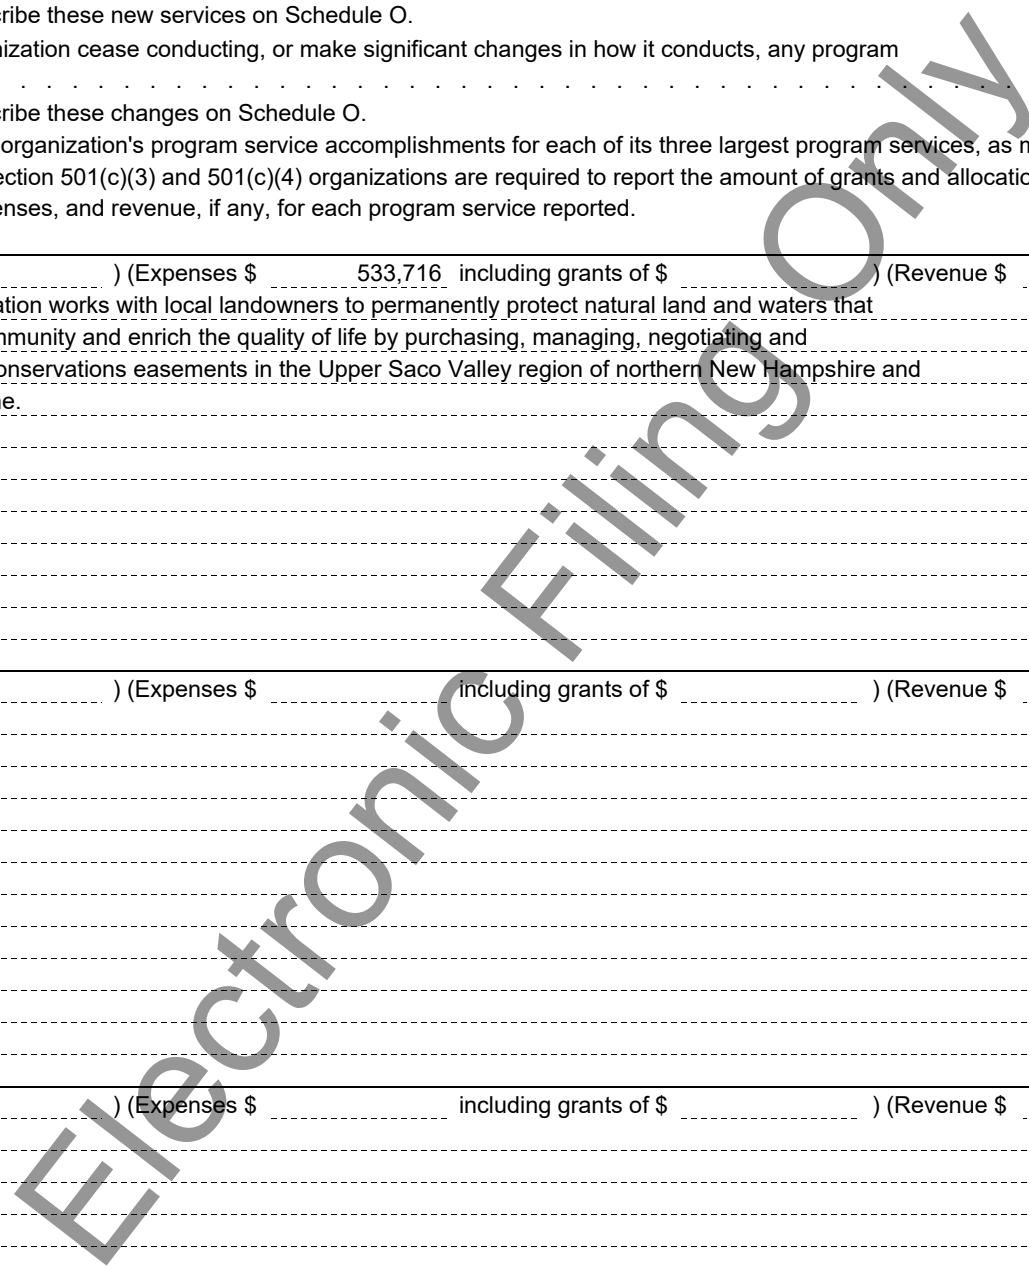 cribe these new services on Schedule O.
nization cease conducting, or make significant changes in how it conducts, any program
. . . . . . . . . . . . . . . . . . . . . . . . . . . . . . . . . . . . . . .
cribe these changes on Schedule O.
organization's program service accomplishments for each of its three largest program services, as m
ection 501(c)(3) and 501(c)(4) organizations are required to report the amount of grants and allocatio
enses, and revenue, if any, for each program service reported.
) (Expenses $ 533,716 including grants of $ ) (Revenue $
ation works with local landowners to permanently protect natural land and waters that
mmunity and enrich the quality of life by purchasing, managing, negotiating and
onservations easements in the Upper Saco Valley region of northern New Hampshire and
ne.
) (Expenses $ including grants of $ ) (Revenue $
) (Expenses $ including grants of $ ) (Revenue $
Electronic Filing Only